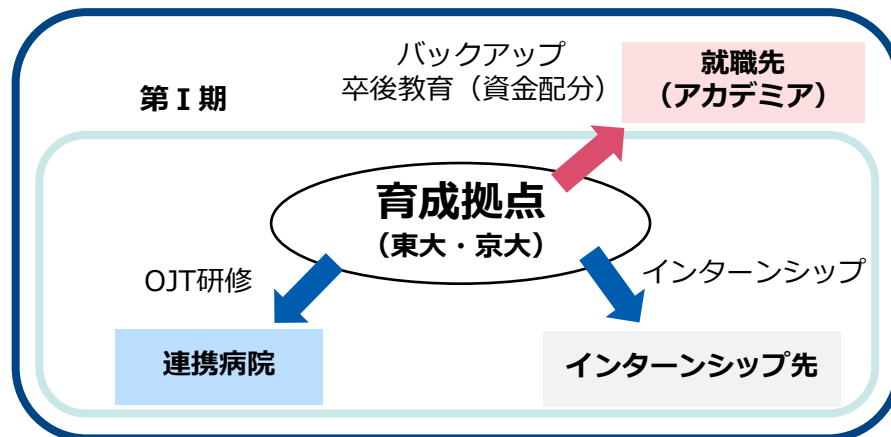 バックアップ
卒後教育（資金配分）
就職先
（アカデミア）
第Ⅰ期
育成拠点
（東大・京大）
OJT研修
インターンシップ
連携病院
インターンシップ先